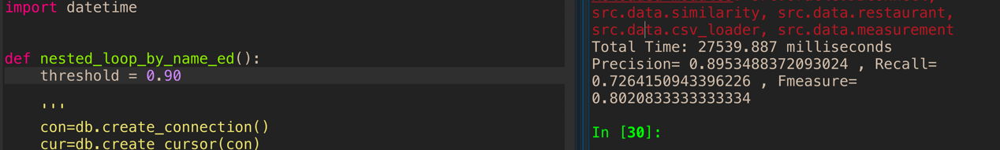 import datetime
def nested_loop_by_name_ed():
threshold = 0.90
'''
con=db.create_connection()
cur=db.create_cursor(con)
src.data.similarity, src.data.restaurant,
src.data.csv_loader, src.data.measurement
Total Time: 27539.887 milliseconds
Precision= 0.8953488372093024 , Recall=
0.7264150943396226 , Fmeasure=
0.8020833333333334
In [30]: